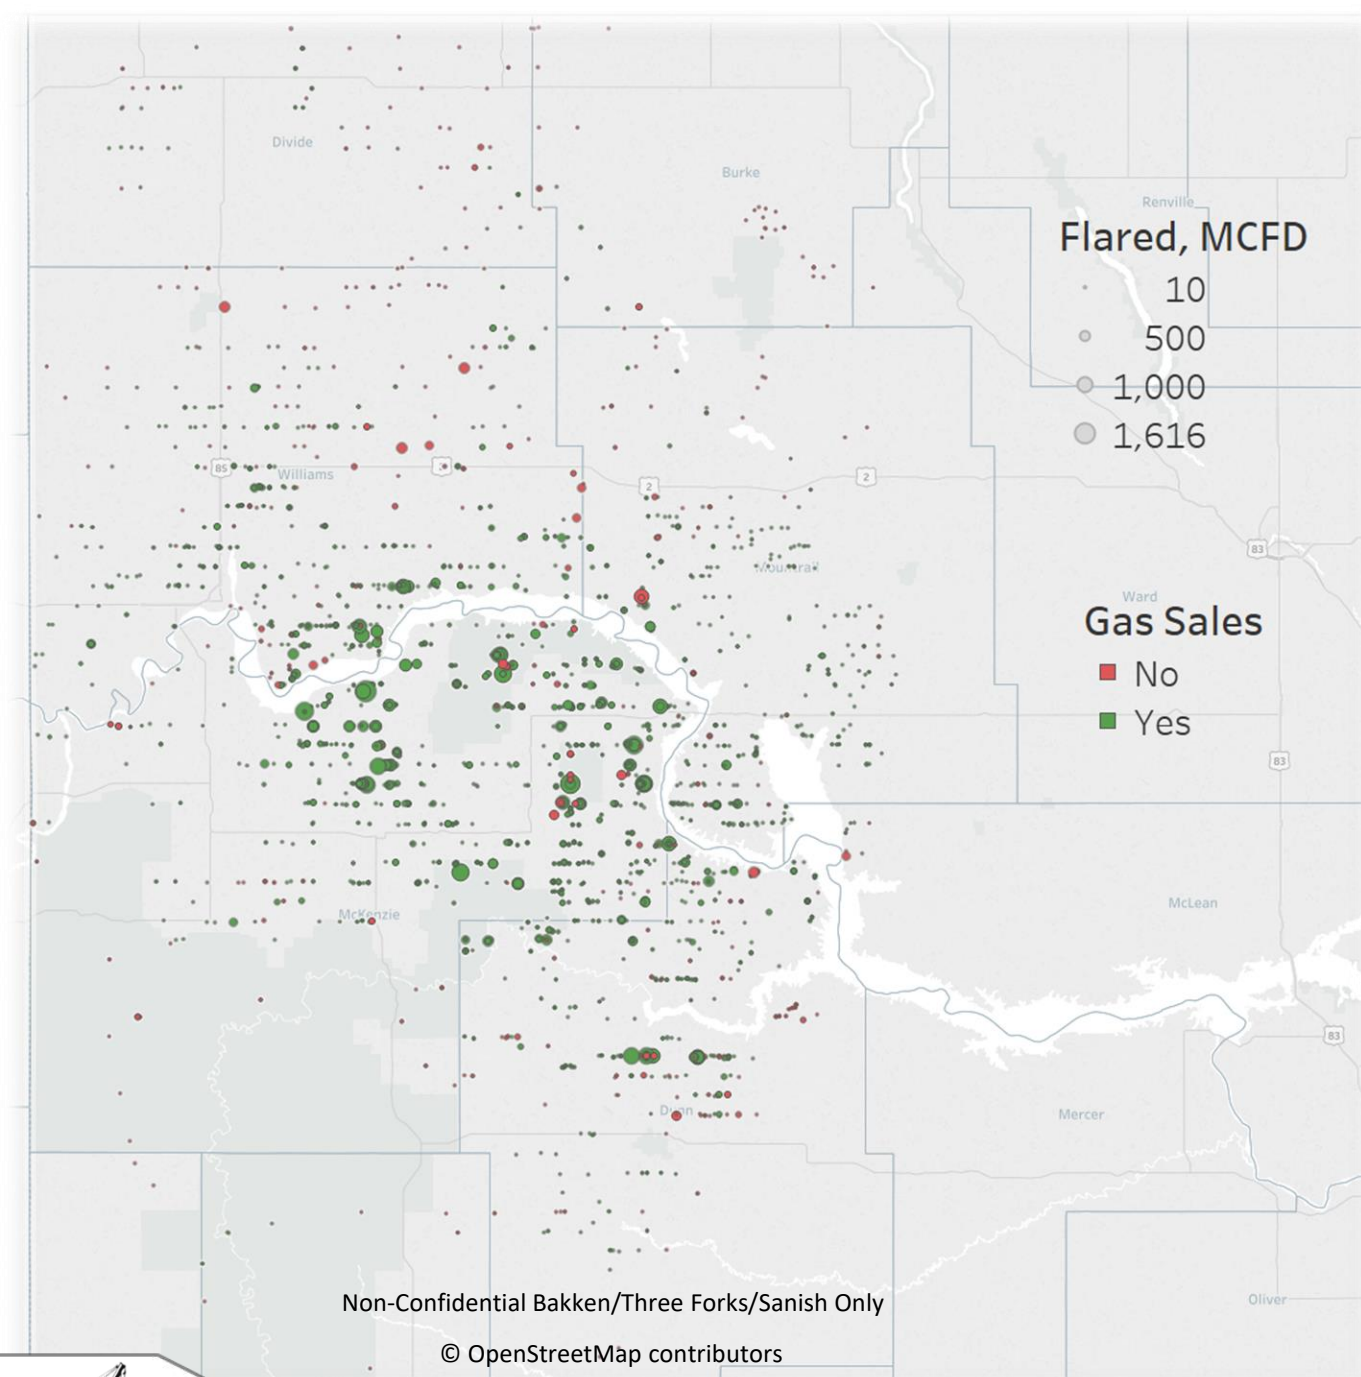 Divide
Burke
Renville
Flared, MCFD
10
500
1,000
1,616
85
Williams
2
2
83
Mountrail
Ward
Gas Sales
No
Yes
83
McKenzie
McLean
83
Dunn
Mercer
Non-Confidential Bakken/Three Forks/Sanish Only
Oliver
© OpenStreetMap contributors